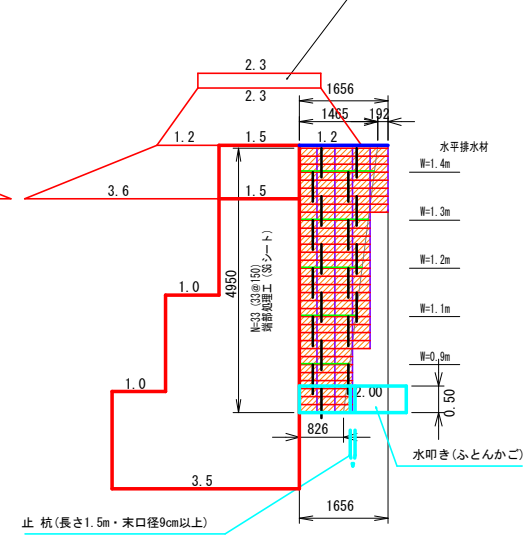 2.3
1656
2.3
1465 192
1.2 1.5 1.2
水平排水材
W=1.4m
3.6 1.5
W=1.3m
4950
N=33 (33@150)
端部処理工 (SGシート)
W=1.2m
1.0
W=1.1m
W=0.9m
1.0
2.00
0.50
826
水叩き(ふとんかご)
3.5
1656
止 杭(長さ1.5m・末口径9cm以上)